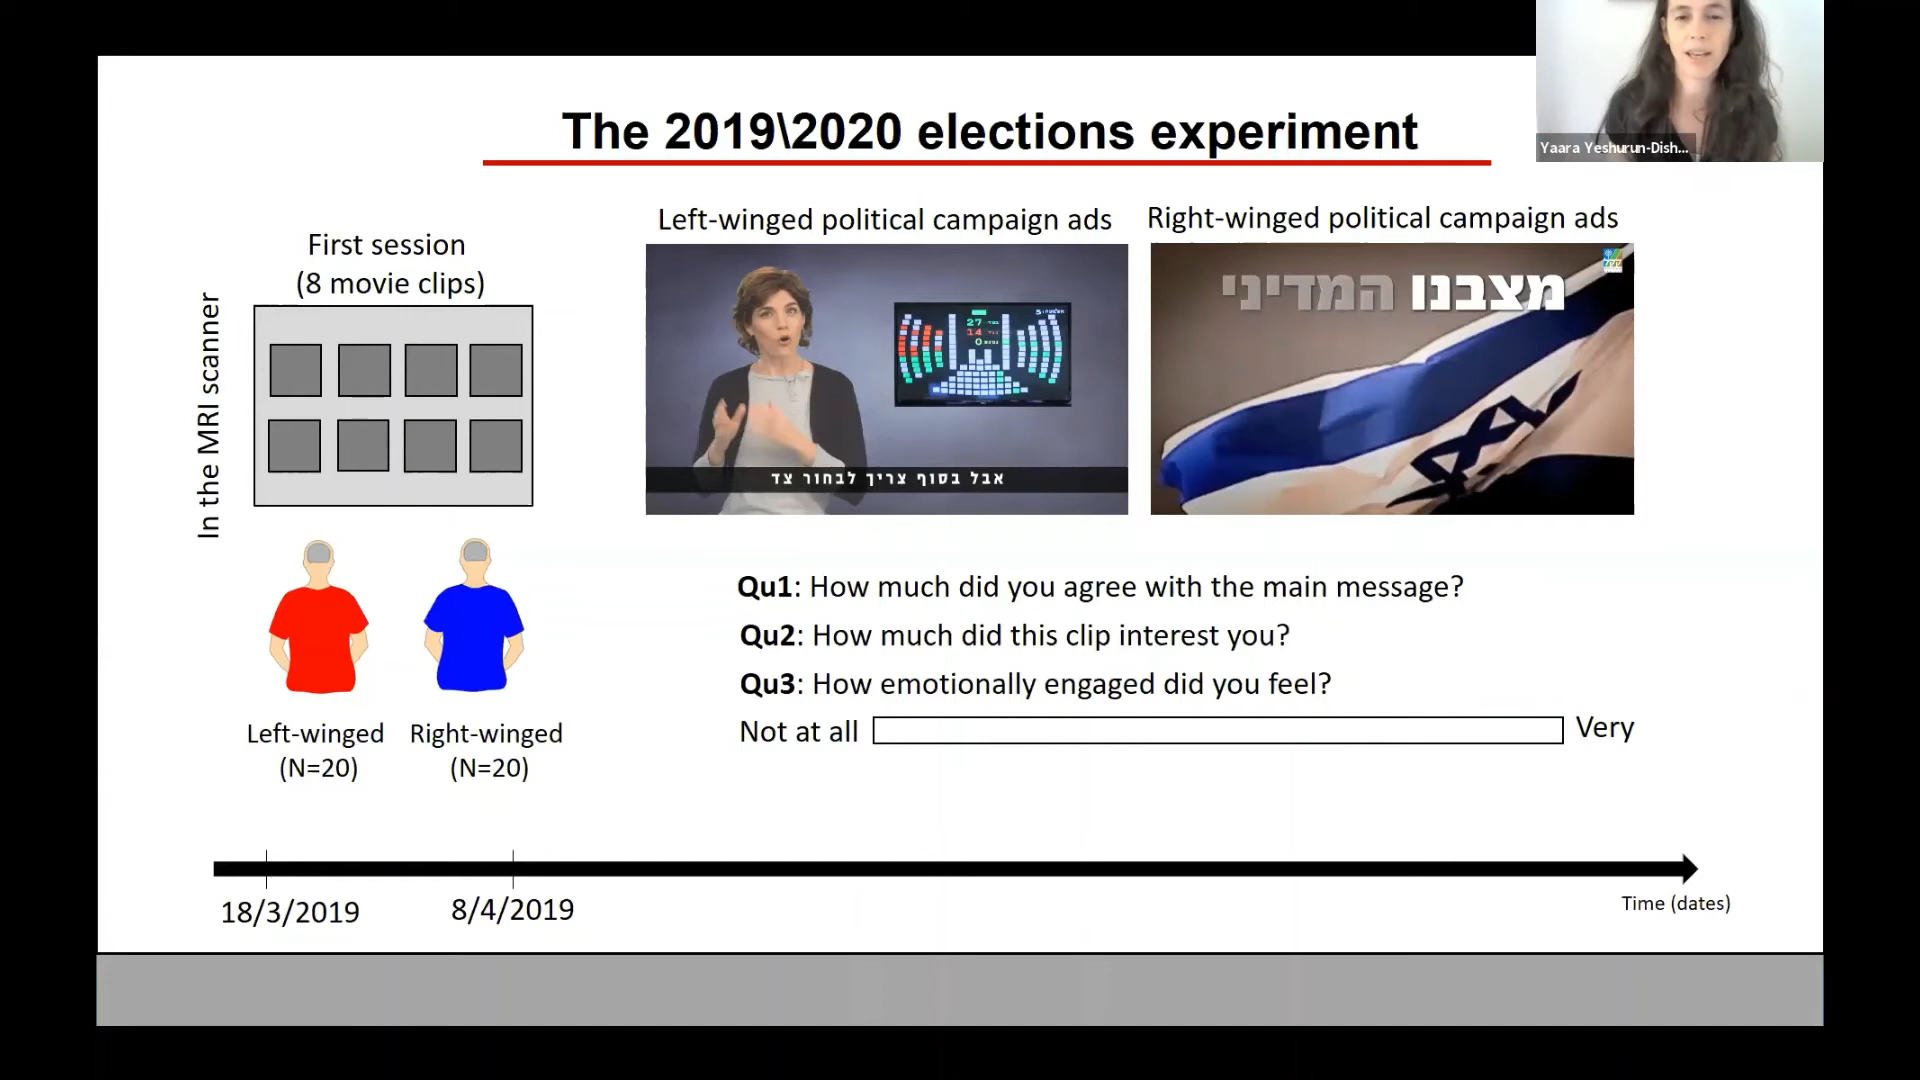 The 2019\2020 elections experiment
Yaara Yeshurun-Dish...
First session
(8 movie clips)
In the MRI scanner
Left-winged political campaign ads
Right-winged political campaign ads
27
14
0
אבל בסוף צריך לבחור צד
מצבנו המדיני
Left-winged
(N=20)
Right-winged
(N=20)
Qu1: How much did you agree with the main message?
Qu2: How much did this clip interest you?
Qu3: How emotionally engaged did you feel?
Not at all
Very
18/3/2019
8/4/2019
Time (dates)